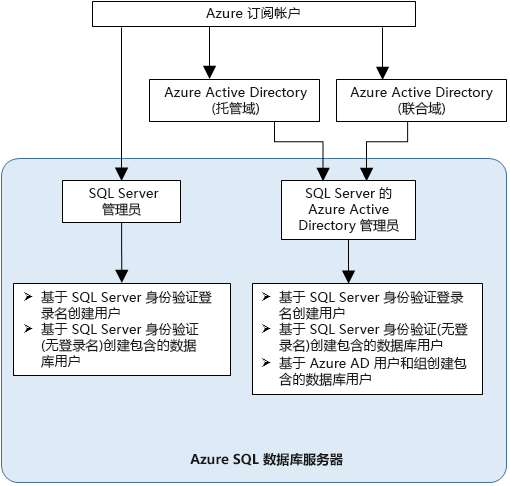 Azure 订阅帐户
Azure Active Directory
(托管域)
Azure Active Directory
(联合域)
SQL Server
管理员
SQL Server 的
Azure Active
Directory 管理员
➢ 基于 SQL Server 身份验证登
录名创建用户
➢ 基于 SQL Server 身份验证
(无登录名)创建包含的数据
库用户
➢ 基于 SQL Server 身份验证登录
名创建用户
➢ 基于 SQL Server 身份验证(无登
录名)创建包含的数据库用户
➢ 基于 Azure AD 用户和组创建包
含的数据库用户
Azure SQL 数据库服务器